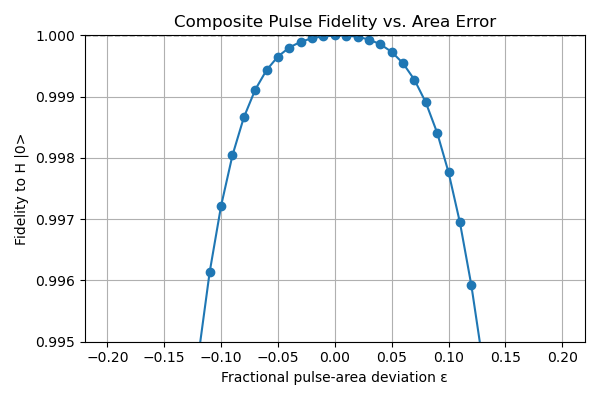 Composite Pulse Fidelity vs. Area Error
Fidelity to H |0>
1.000
0.999
0.998
0.997
0.996
0.995
−0.20 −0.15 −0.10 −0.05 0.00 0.05 0.10 0.15 0.20
Fractional pulse-area deviation ε